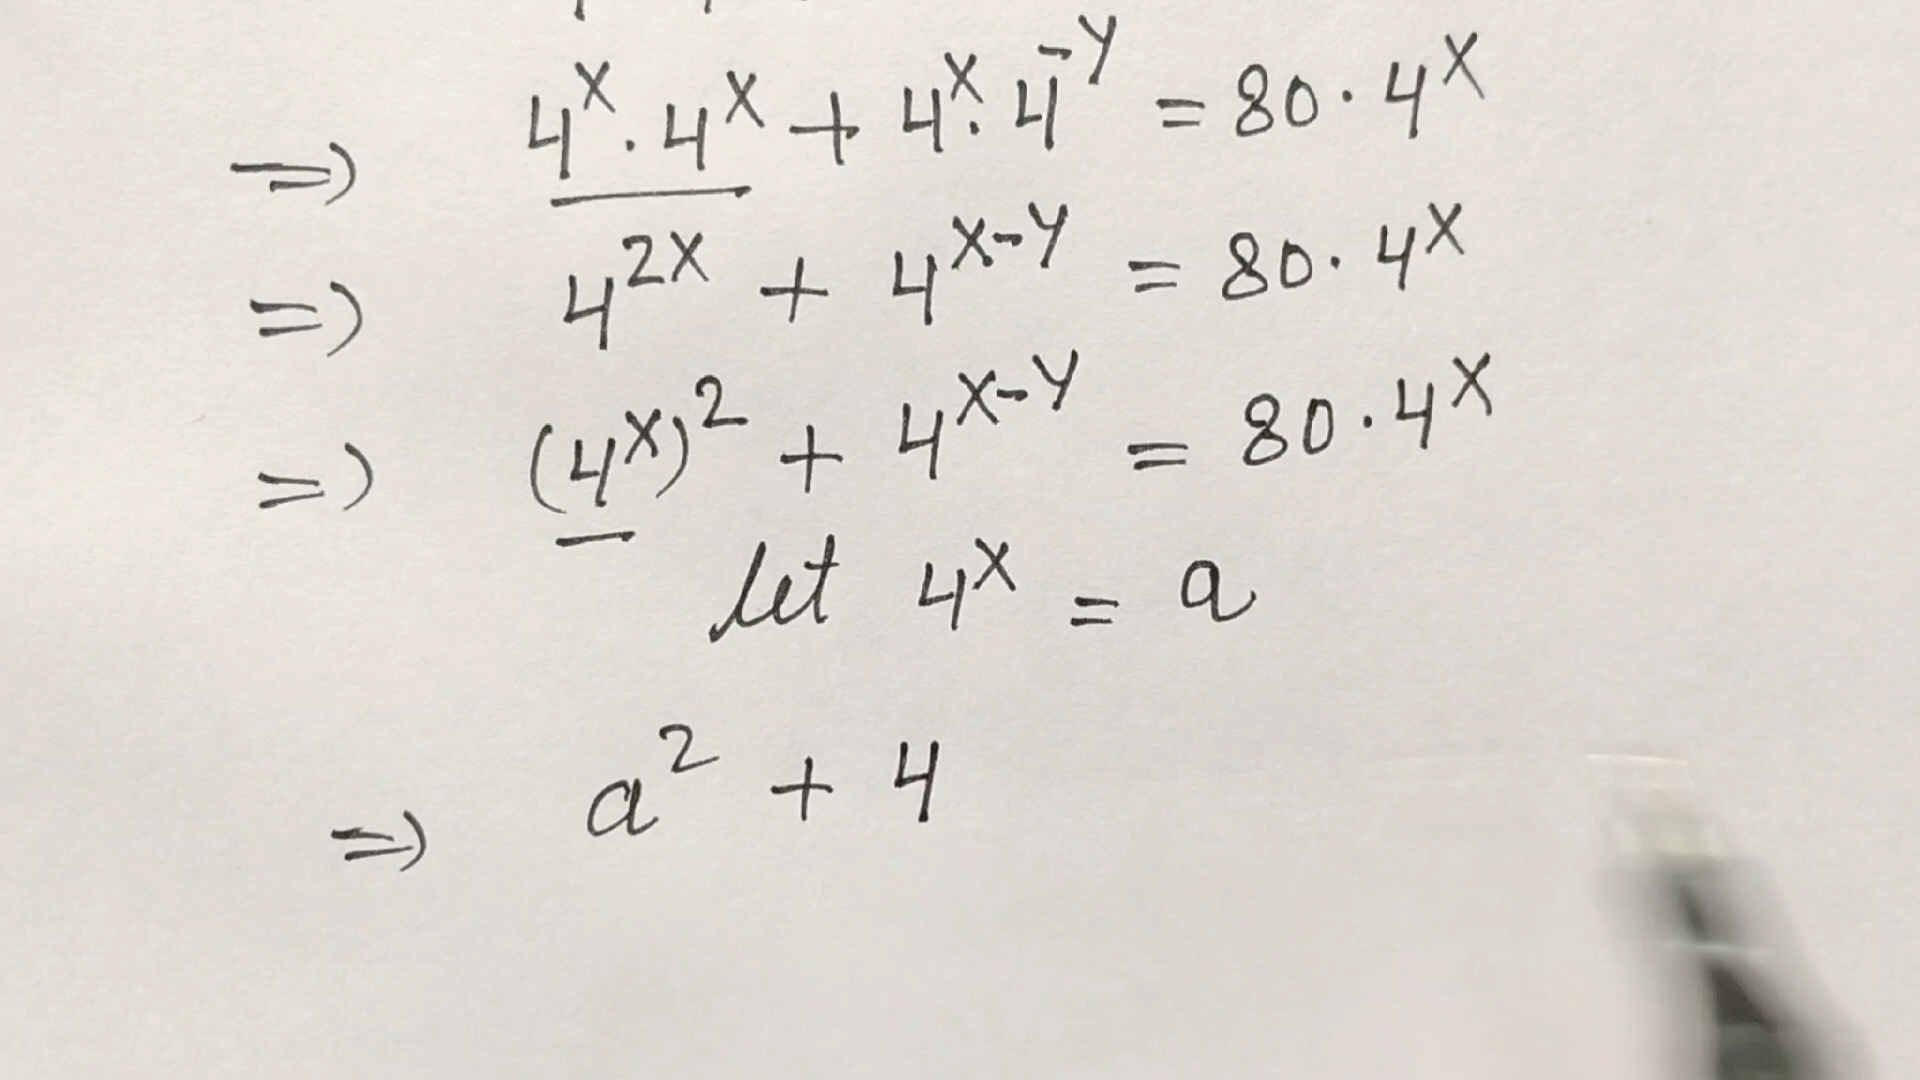 => 4^x · 4^x + 4^x · 4^-y = 80 · 4^x
=> 4^2x + 4^x-y = 80 · 4^x
=> (4^x)^2 + 4^x-y = 80 · 4^x
let 4^x = a
=> a^2 + 4